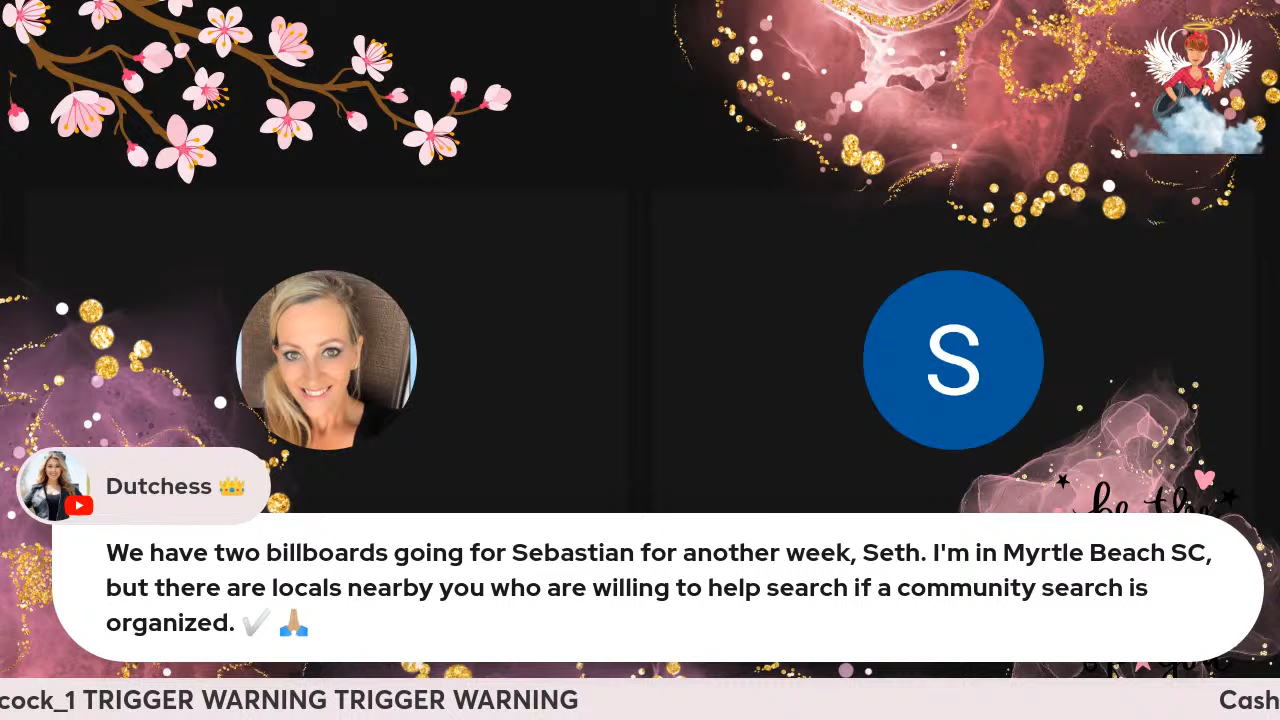 S
be the
Dutchess 👑
We have two billboards going for Sebastian for another week, Seth. I'm in Myrtle Beach SC,
but there are locals nearby you who are willing to help search if a community search is
organized. ✔️ 🙏🏼
cock_1 TRIGGER WARNING TRIGGER WARNING
Cash